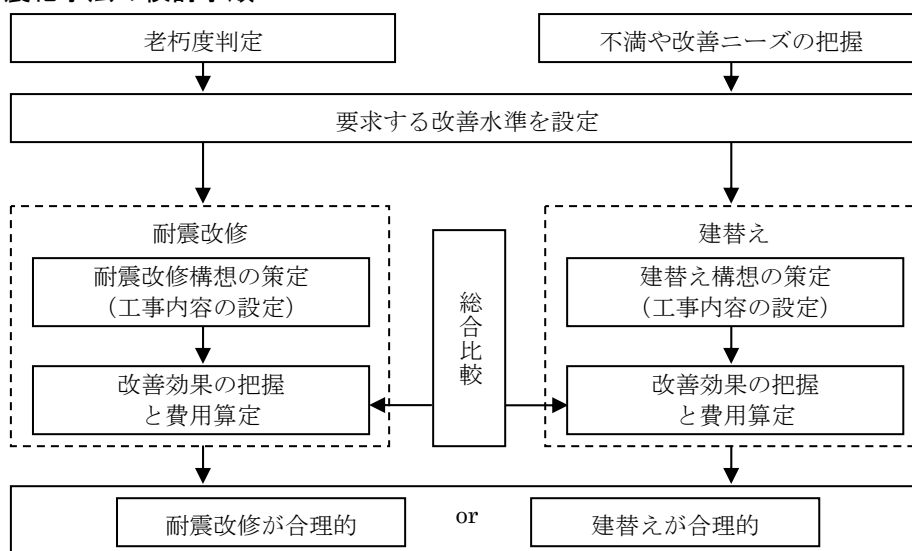 老朽度判定
不満や改善ニーズの把握
要求する改善水準を設定
耐震改修
建替え
耐震改修構想の策定
（工事内容の設定）
総合比較
建替え構想の策定
（工事内容の設定）
改善効果の把握
と費用算定
改善効果の把握
と費用算定
耐震改修が合理的
or
建替えが合理的